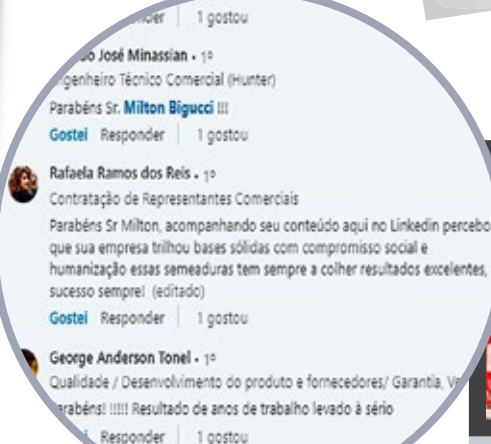 1 gostou
José Minassian • 1º
Técnico Comercial (Hunter)
Parabéns Sr. Milton Bigucci !!!
Gostei Responder | 1 gostou
Rafaela Ramos dos Reis • 1º
Contratação de Representantes Comerciais
Parabéns Sr Milton, acompanhando seu conteúdo aqui no Linkedin percebo
que sua empresa trilhou bases sólidas com compromisso social e
humanização essas semeaduras tem sempre a colher resultados excelentes,
sucesso sempre! (editado)
Gostei Responder | 1 gostou
George Anderson Tonel • 1º
Qualidade / Desenvolvimento do produto e fornecedores/ Garantia,
arabéns! !!!!! Resultado de anos de trabalho levado à sério
Responder | 1 gostou